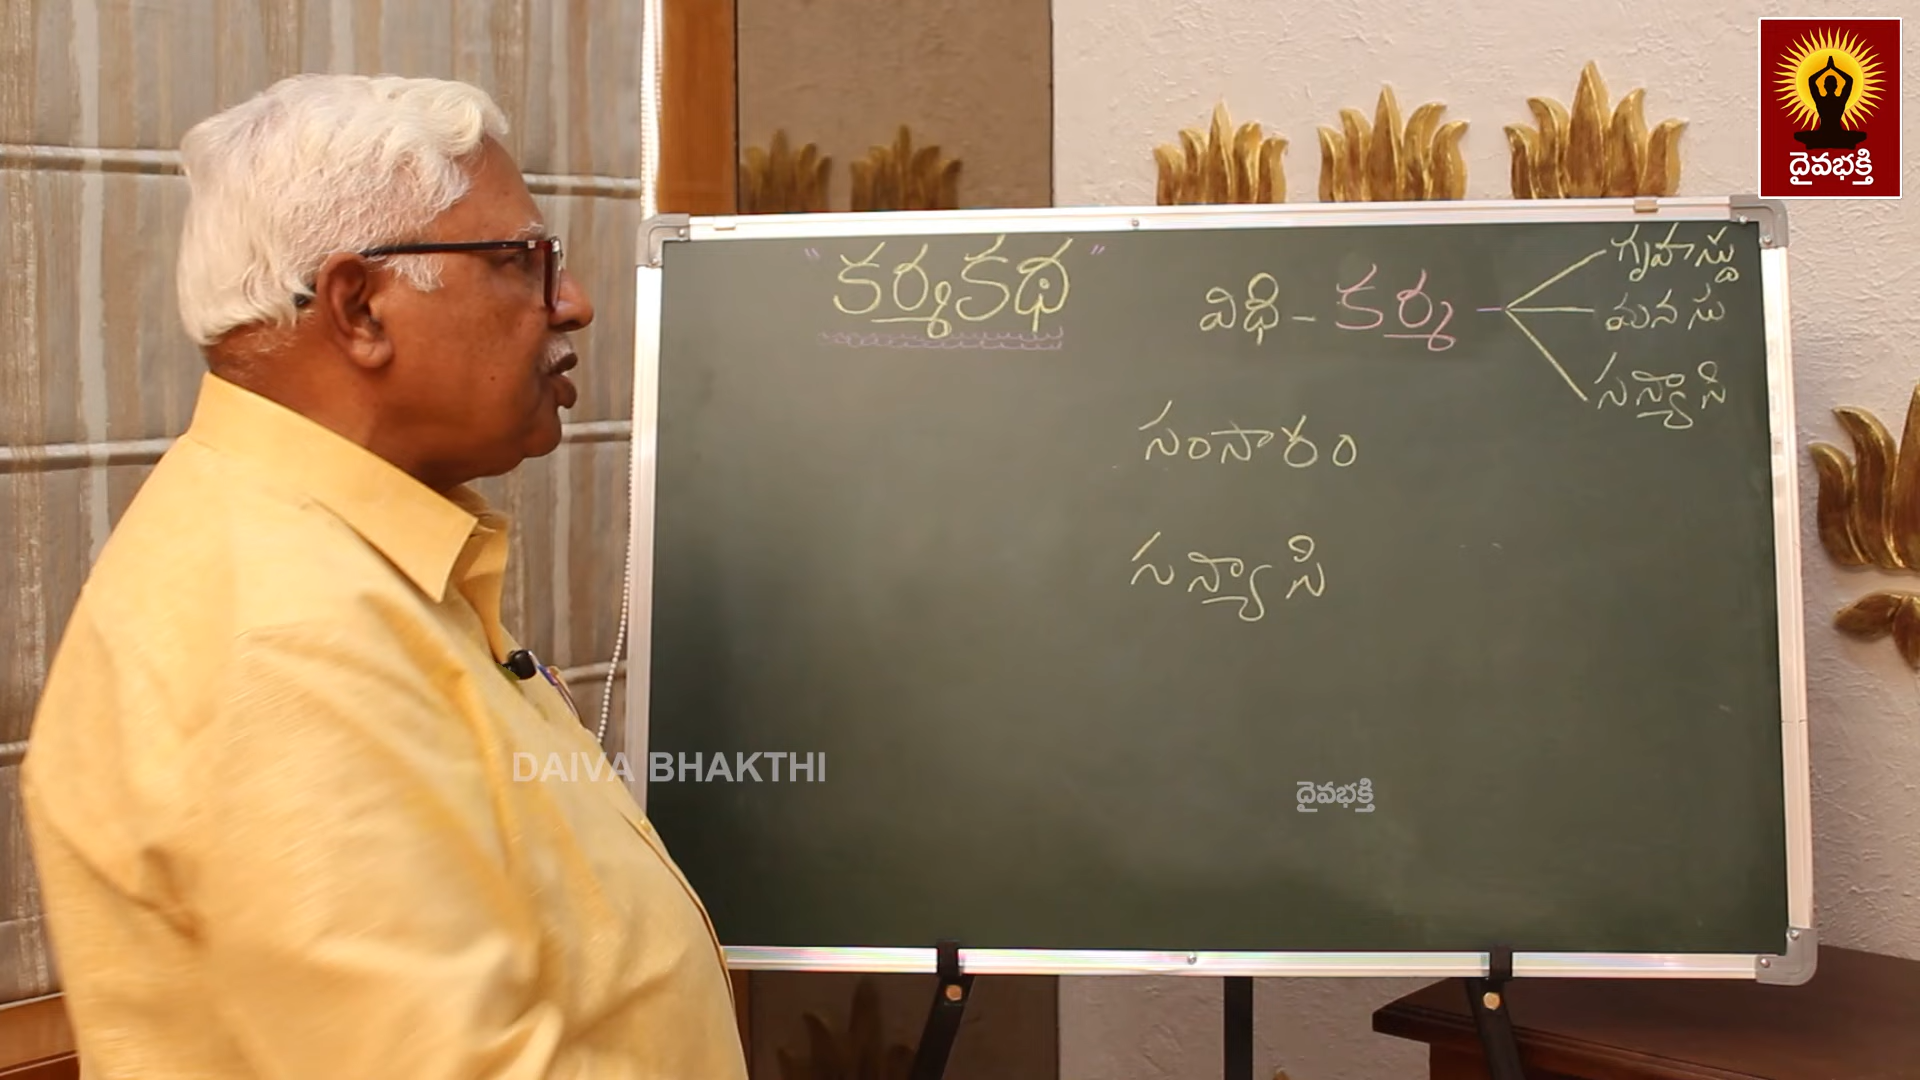 దైవభక్తి
"కర్మకథ"
విధి - కర్మ
గృహస్థు
మనసు
సన్యాసి
సంసారం
సన్యాసి
DAIVA BHAKTHI
దైవభక్తి